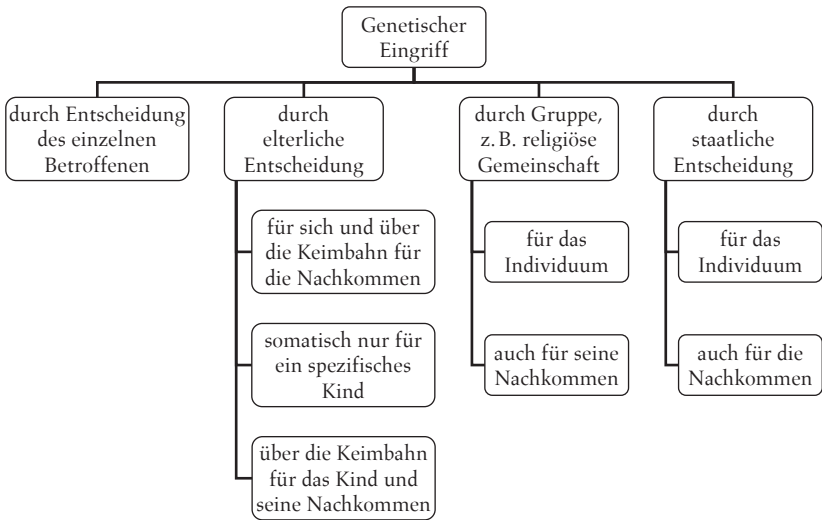 Genetischer
Eingriff
durch Entscheidung
des einzelnen
Betroffenen
durch
elterliche
Entscheidung
für sich und über
die Keimbahn für
die Nachkommen
somatisch nur für
ein spezifisches
Kind
über die Keimbahn
für das Kind und
seine Nachkommen
durch Gruppe,
z. B. religiöse
Gemeinschaft
für das
Individuum
auch für seine
Nachkommen
durch
staatliche
Entscheidung
für das
Individuum
auch für die
Nachkommen